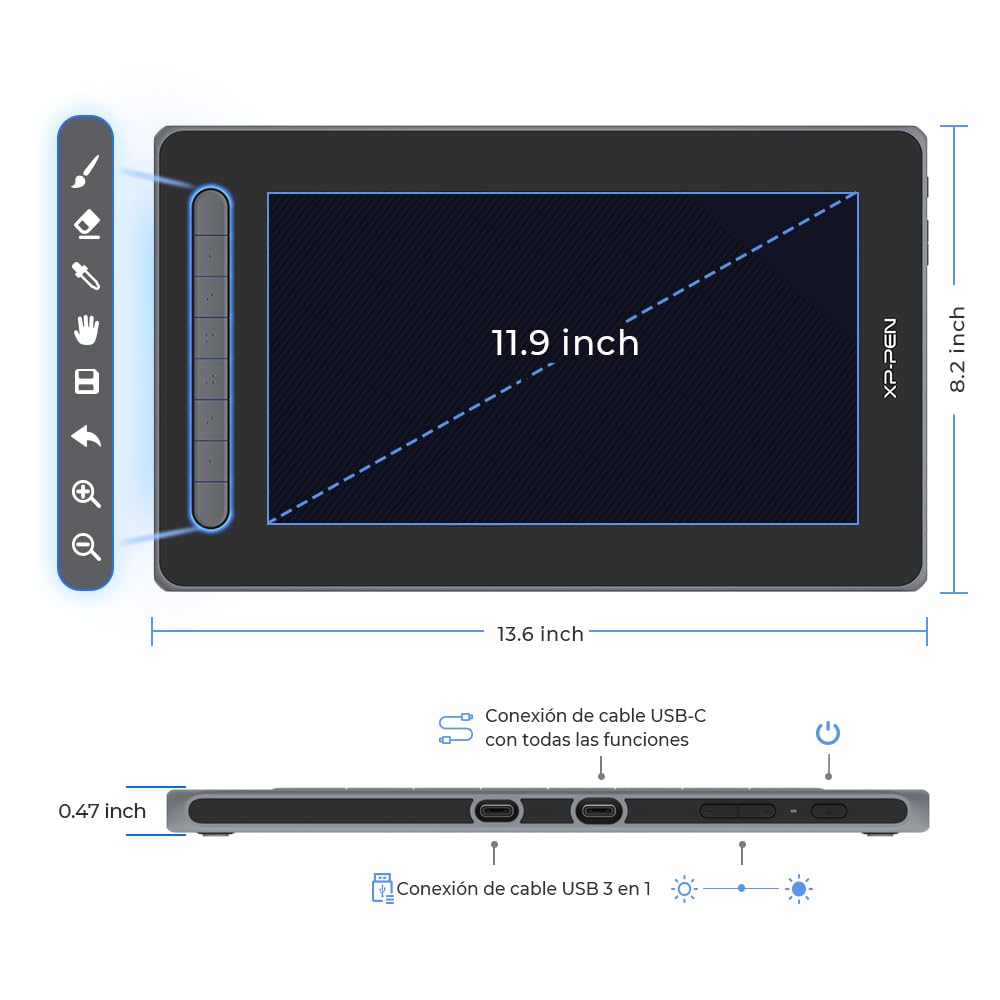 11.9 inch
XP-PEN
8.2 inch
13.6 inch
Conexión de cable USB-C
con todas las funciones
0.47 inch
Conexión de cable USB 3 en 1